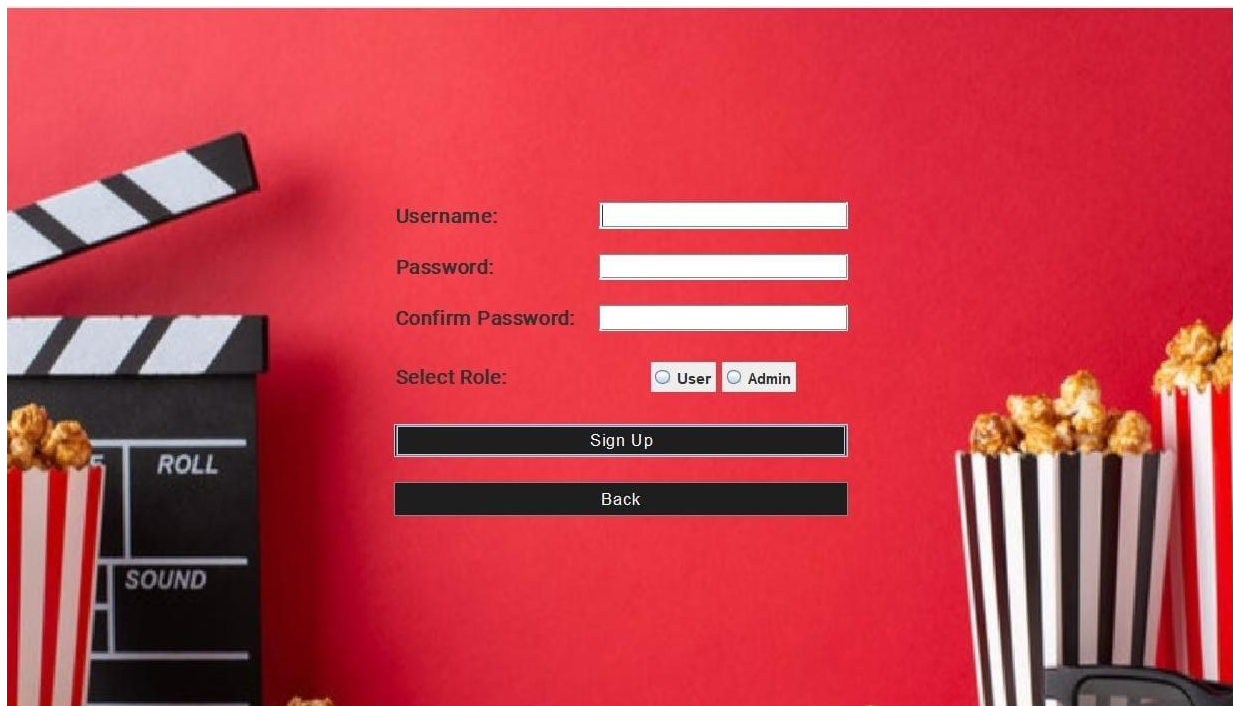 Username:
Password:
Confirm Password:
Select Role: User Admin
Sign Up
Back
ROLL
SOUND